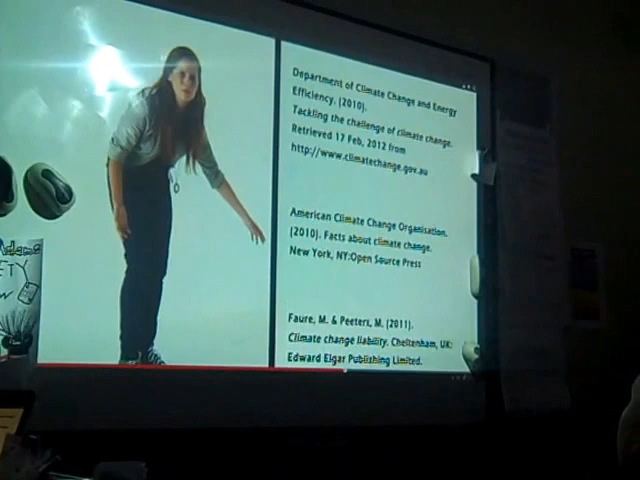 Department of Climate Change and Energy
Efficiency. (2010).
Tackling the challenge of climate change.
Retrieved 17 Feb, 2012 from
http://www.climatechange.gov.au
American Climate Change Organisation.
(2010). Facts about climate change.
New York, NY:Open Source Press
Faure, M. & Peeters, M. (2011).
Climate change liability. Cheltenham, UK:
Edward Elgar Publishing Limited.
Adams